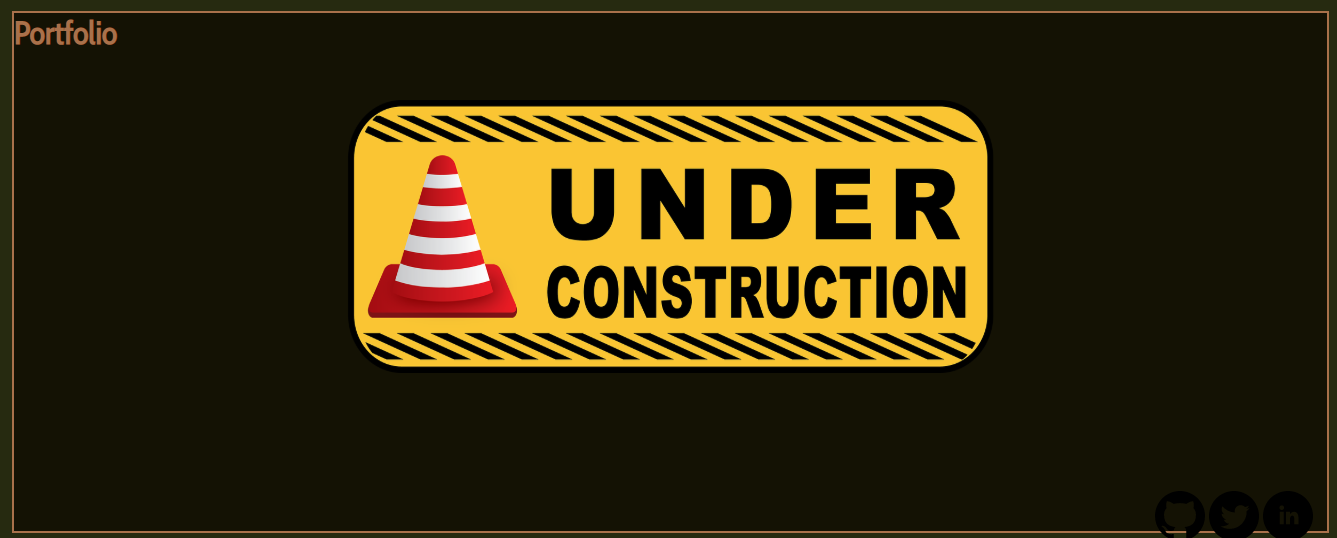 Portfolio
UNDER
CONSTRUCTION
in